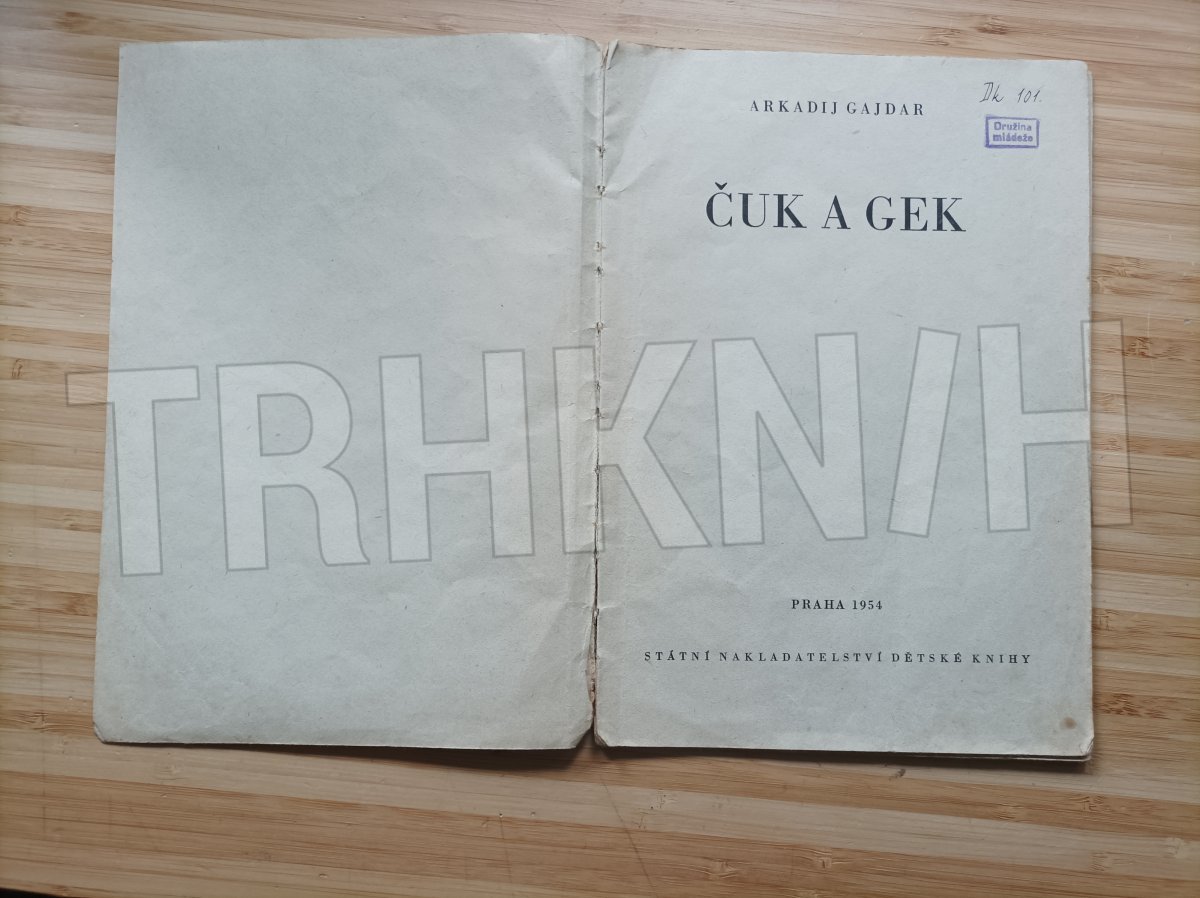 ARKADIJ GAJDAR
Dk 101.
Družina
mládeže
ČUK A GEK
TRHKNIH
PRAHA 1954
STÁTNÍ NAKLADATELSTVÍ DĚTSKÉ KNIHY